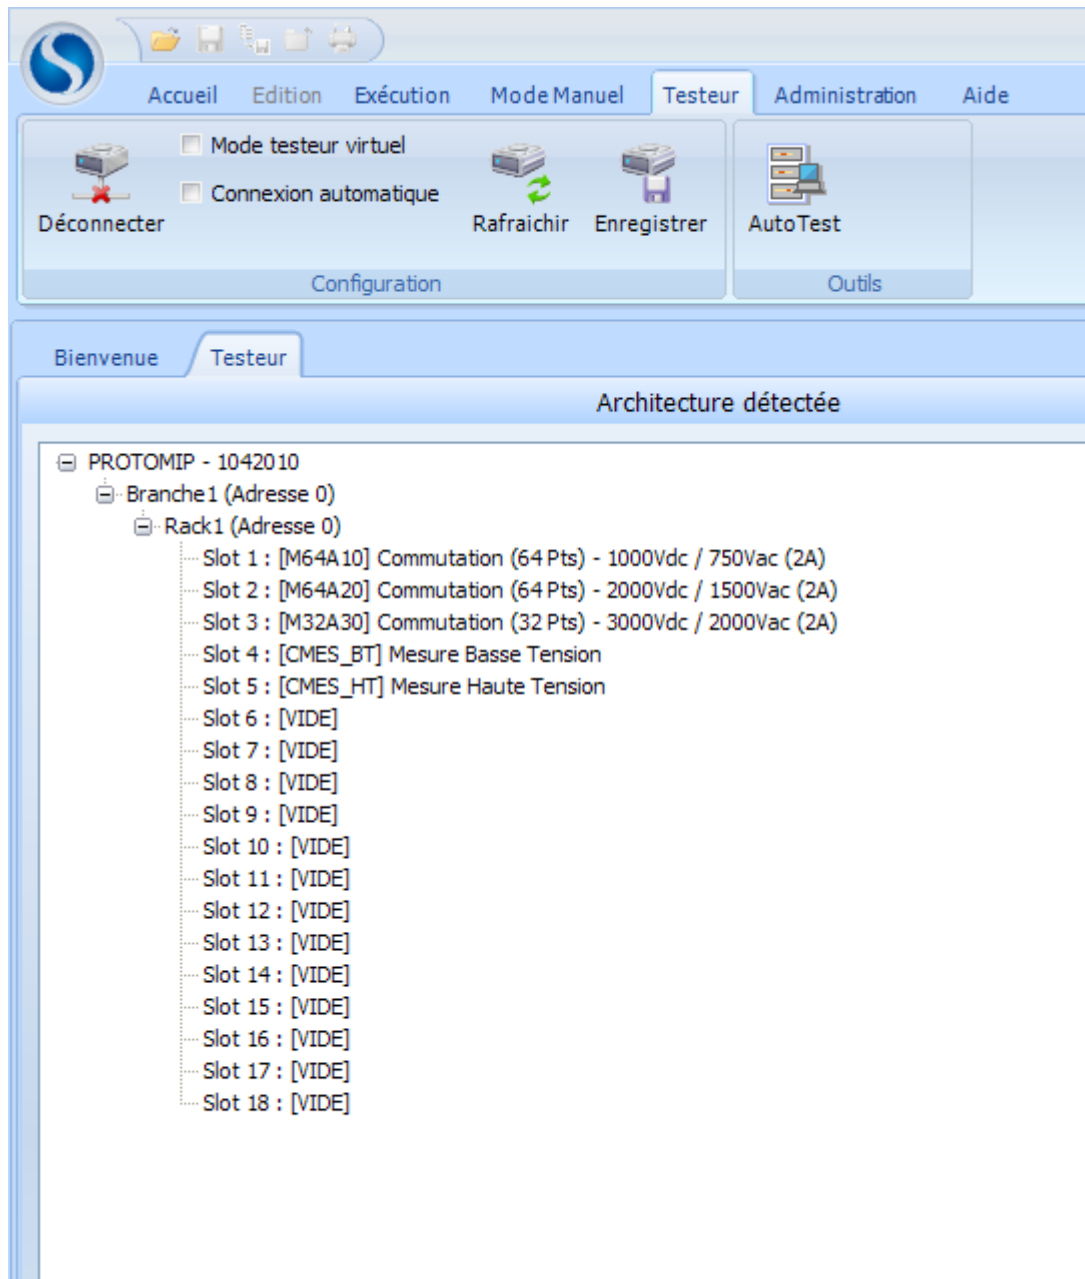 Accueil Edition Exécution Mode Manuel Testeur Administration Aide
Mode testeur virtuel
Connexion automatique
Déconnecter Rafraichir Enregistrer AutoTest
Configuration Outils
Bienvenue Testeur
Architecture détectée
PROTOMIP - 1042010
Branche1 (Adresse 0)
Rack1 (Adresse 0)
Slot 1 : [M64A10] Commutation (64 Pts) - 1000Vdc / 750Vac (2A)
Slot 2 : [M64A20] Commutation (64 Pts) - 2000Vdc / 1500Vac (2A)
Slot 3 : [M32A30] Commutation (32 Pts) - 3000Vdc / 2000Vac (2A)
Slot 4 : [CMES_BT] Mesure Basse Tension
Slot 5 : [CMES_HT] Mesure Haute Tension
Slot 6 : [VIDE]
Slot 7 : [VIDE]
Slot 8 : [VIDE]
Slot 9 : [VIDE]
Slot 10 : [VIDE]
Slot 11 : [VIDE]
Slot 12 : [VIDE]
Slot 13 : [VIDE]
Slot 14 : [VIDE]
Slot 15 : [VIDE]
Slot 16 : [VIDE]
Slot 17 : [VIDE]
Slot 18 : [VIDE]